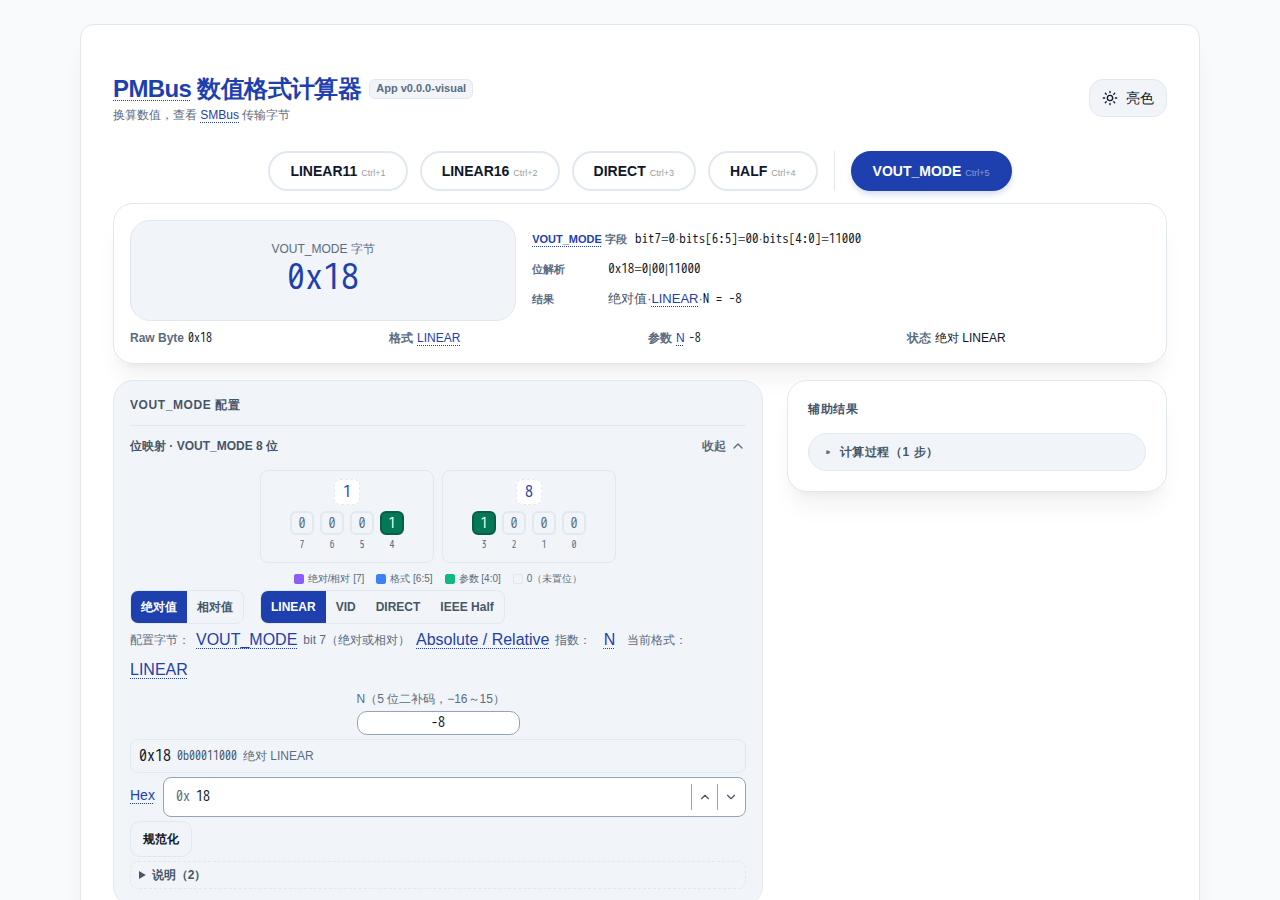 PMBus 数值格式计算器 App v0.0.0-visual
换算数值，查看 SMBus 传输字节
亮色
LINEAR11 Ctrl+1 LINEAR16 Ctrl+2 DIRECT Ctrl+3 HALF Ctrl+4 VOUT_MODE Ctrl+5
VOUT_MODE 字节
0x18
VOUT_MODE 字段 bit7=0·bits[6:5]=00·bits[4:0]=11000
位解析 0x18=0|00|11000
结果 绝对值·LINEAR·N = -8
Raw Byte 0x18 格式 LINEAR 参数 N -8 状态 绝对 LINEAR
VOUT_MODE 配置
位映射 · VOUT_MODE 8 位 收起
1 8
0 0 0 1 1 0 0 0
7 6 5 4 3 2 1 0
绝对/相对 [7] 格式 [6:5] 参数 [4:0] 0（未置位）
绝对值 相对值 LINEAR VID DIRECT IEEE Half
配置字节： VOUT_MODE bit 7（绝对或相对） Absolute / Relative 指数： N 当前格式：
LINEAR
N（5 位二补码，−16～15）
-8
0x18 0b00011000 绝对 LINEAR
Hex 0x 18
规范化
说明（2）
辅助结果
计算过程（1 步）